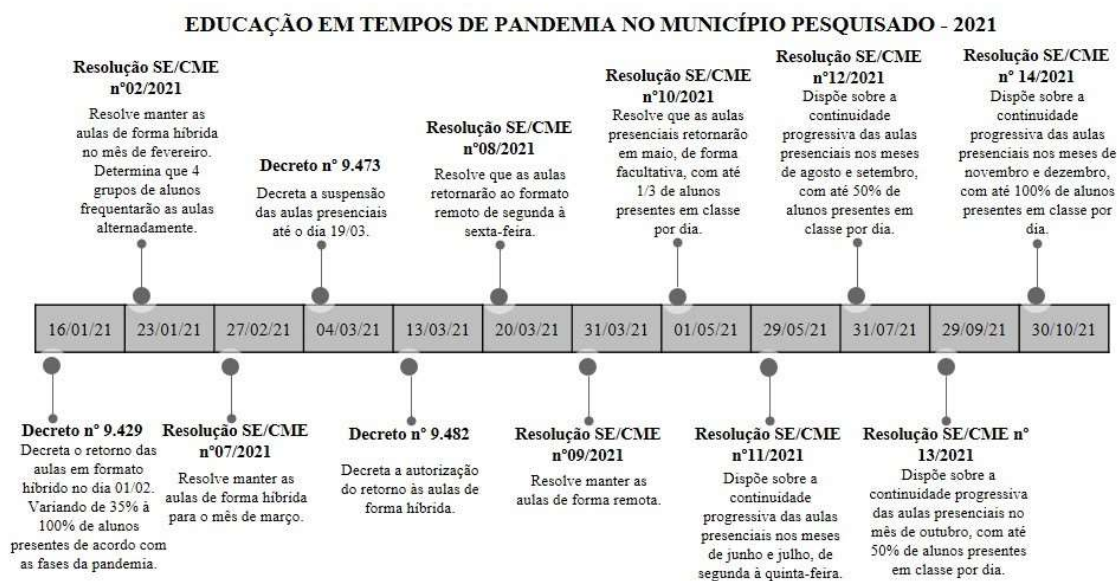 EDUCAÇÃO EM TEMPOS DE PANDEMIA NO MUNICÍPIO PESQUISADO - 2021
Resolução SE/CME
n°02/2021
Resolve manter as
aulas de forma híbrida
no mês de fevereiro.
Determina que 4
grupos de alunos
frequentarão as aulas
alternadamente.
Decreto n° 9.473
Decreta a suspensão
das aulas presenciais
até o dia 19/03.
Resolução SE/CME
n°08/2021
Resolve que as aulas
retornarão ao formato
remoto de segunda à
sexta-feira.
Resolução SE/CME
n°10/2021
Resolve que as aulas
presenciais retornarão
em maio, de forma
facultativa, com até
1/3 de alunos
presentes em classe
por dia.
Resolução SE/CME
n°12/2021
Dispõe sobre a
continuidade
progressiva das aulas
presenciais nos meses
de agosto e setembro,
com até 50% de
alunos presentes em
classe por dia.
Resolução SE/CME
n° 14/2021
Dispõe sobre a
continuidade
progressiva das aulas
presenciais nos meses de
novembro e dezembro,
com até 100% de alunos
presentes em classe por
dia.
16/01/21 23/01/21 27/02/21 04/03/21 13/03/21 20/03/21 31/03/21 01/05/21 29/05/21 31/07/21 29/09/21 30/10/21
Decreto n° 9.429
Decreta o retorno das
aulas em formato
híbrido no dia 01/02.
Variando de 35% à
100% de alunos
presentes de acordo com
as fases da pandemia.
Resolução SE/CME
n°07/2021
Resolve manter as
aulas de forma híbrida
para o mês de março.
Decreto n° 9.482
Decreta a autorização
do retorno às aulas de
forma híbrida.
Resolução SE/CME
n°09/2021
Resolve manter as
aulas de forma remota.
Resolução SE/CME
n°11/2021
Dispõe sobre a
continuidade
progressiva das aulas
presenciais nos meses
de junho e julho, de
segunda à quinta-feira.
Resolução SE/CME n°
13/2021
Dispõe sobre a
continuidade progressiva
das aulas presenciais no
mês de outubro, com até
50% de alunos presentes
em classe por dia.